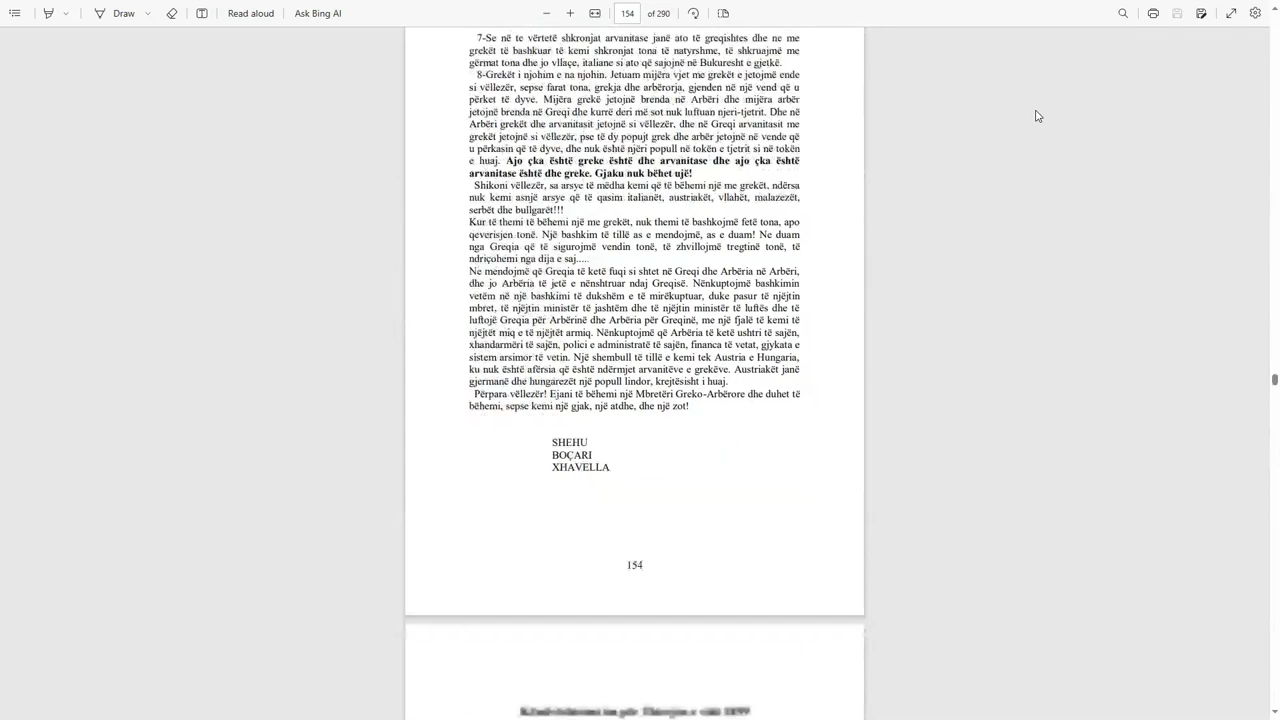 Draw
Read aloud
Ask Bing AI
154
of 290
7-Se në te vërtetë shkronjat arvanitase janë ato të greqishtes dhe ne me
grekët të bashkuar të kemi shkronjat tona të natyrshme, të shkruajmë me
gërmat tona dhe jo vllaçe, italiane si ato që sajojnë në Bukuresht e gjetkë.
8-Grekët i njohim e na njohin. Jetuam mijëra vjet me grekët e jetojmë ende
si vëllezër, sepse farat tona, grekja dhe arbërorja, gjenden në një vend që u
përket të dyve. Mijëra grekë jetojnë brenda në Arbëri dhe mijëra arbër
jetojnë brenda në Greqi dhe kurrë deri më sot nuk luftuan njeri-tjetrit. Dhe në
Arbëri grekët dhe arvanitasit jetojnë si vëllezër, dhe në Greqi arvanitasit me
grekët jetojnë si vëllezër, pse të dy popujt grek dhe arbër jetojnë në vende që
u përkasin që të dyve, dhe nuk është njëri popull në tokën e tjetrit si në tokën
e huaj. Ajo çka është greke është dhe arvanitase dhe ajo çka është
arvanitase është dhe greke. Gjaku nuk bëhet ujë!
Shikoni vëllezër, sa arsye të mëdha kemi që të bëhemi një me grekët, ndërsa
nuk kemi asnjë arsye që të qasim italianët, austriakët, vllahët, malazezët,
serbët dhe bullgarët!!!
Kur të themi të bëhemi një me grekët, nuk themi të bashkojmë fetë tona, apo
qeverisjen tonë. Një bashkim të tillë as e mendojmë, as e duam! Ne duam
nga Greqia që të sigurojmë vendin tonë, të zhvillojmë tregtinë tonë, të
ndriçohemi nga dija e saj.....
Ne mendojmë që Greqia të ketë fuqi si shtet në Greqi dhe Arbëria në Arbëri,
dhe jo Arbëria të jetë e nënshtruar ndaj Greqisë. Nënkuptojmë bashkimin
vetëm në një bashkimi të dukshëm e të mirëkuptuar, duke pasur të njëjtin
mbret, të njëjtin ministër të jashtëm dhe të njëjtin ministër të luftës dhe të
luftojë Greqia për Arbërinë dhe Arbëria për Greqinë, me një fjalë të kemi të
njëjtët miq e të njëjtët armiq. Nënkuptojmë që Arbëria të ketë ushtri të sajën,
xhandarmëri të sajën, polici e administratë të sajën, financa të vetat, gjykata e
sistem arsimor të vetin. Një shembull të tillë e kemi tek Austria e Hungaria,
ku nuk është afërsia që është ndërmjet arvanitëve e grekëve. Austriakët janë
gjermanë dhe hungarezët një popull lindor, krejtësisht i huaj.
Përpara vëllezër! Ejani të bëhemi një Mbretëri Greko-Arbërore dhe duhet të
bëhemi, sepse kemi një gjak, një atdhe, dhe një zot!
SHEHU
BOÇARI
XHAVELLA
154